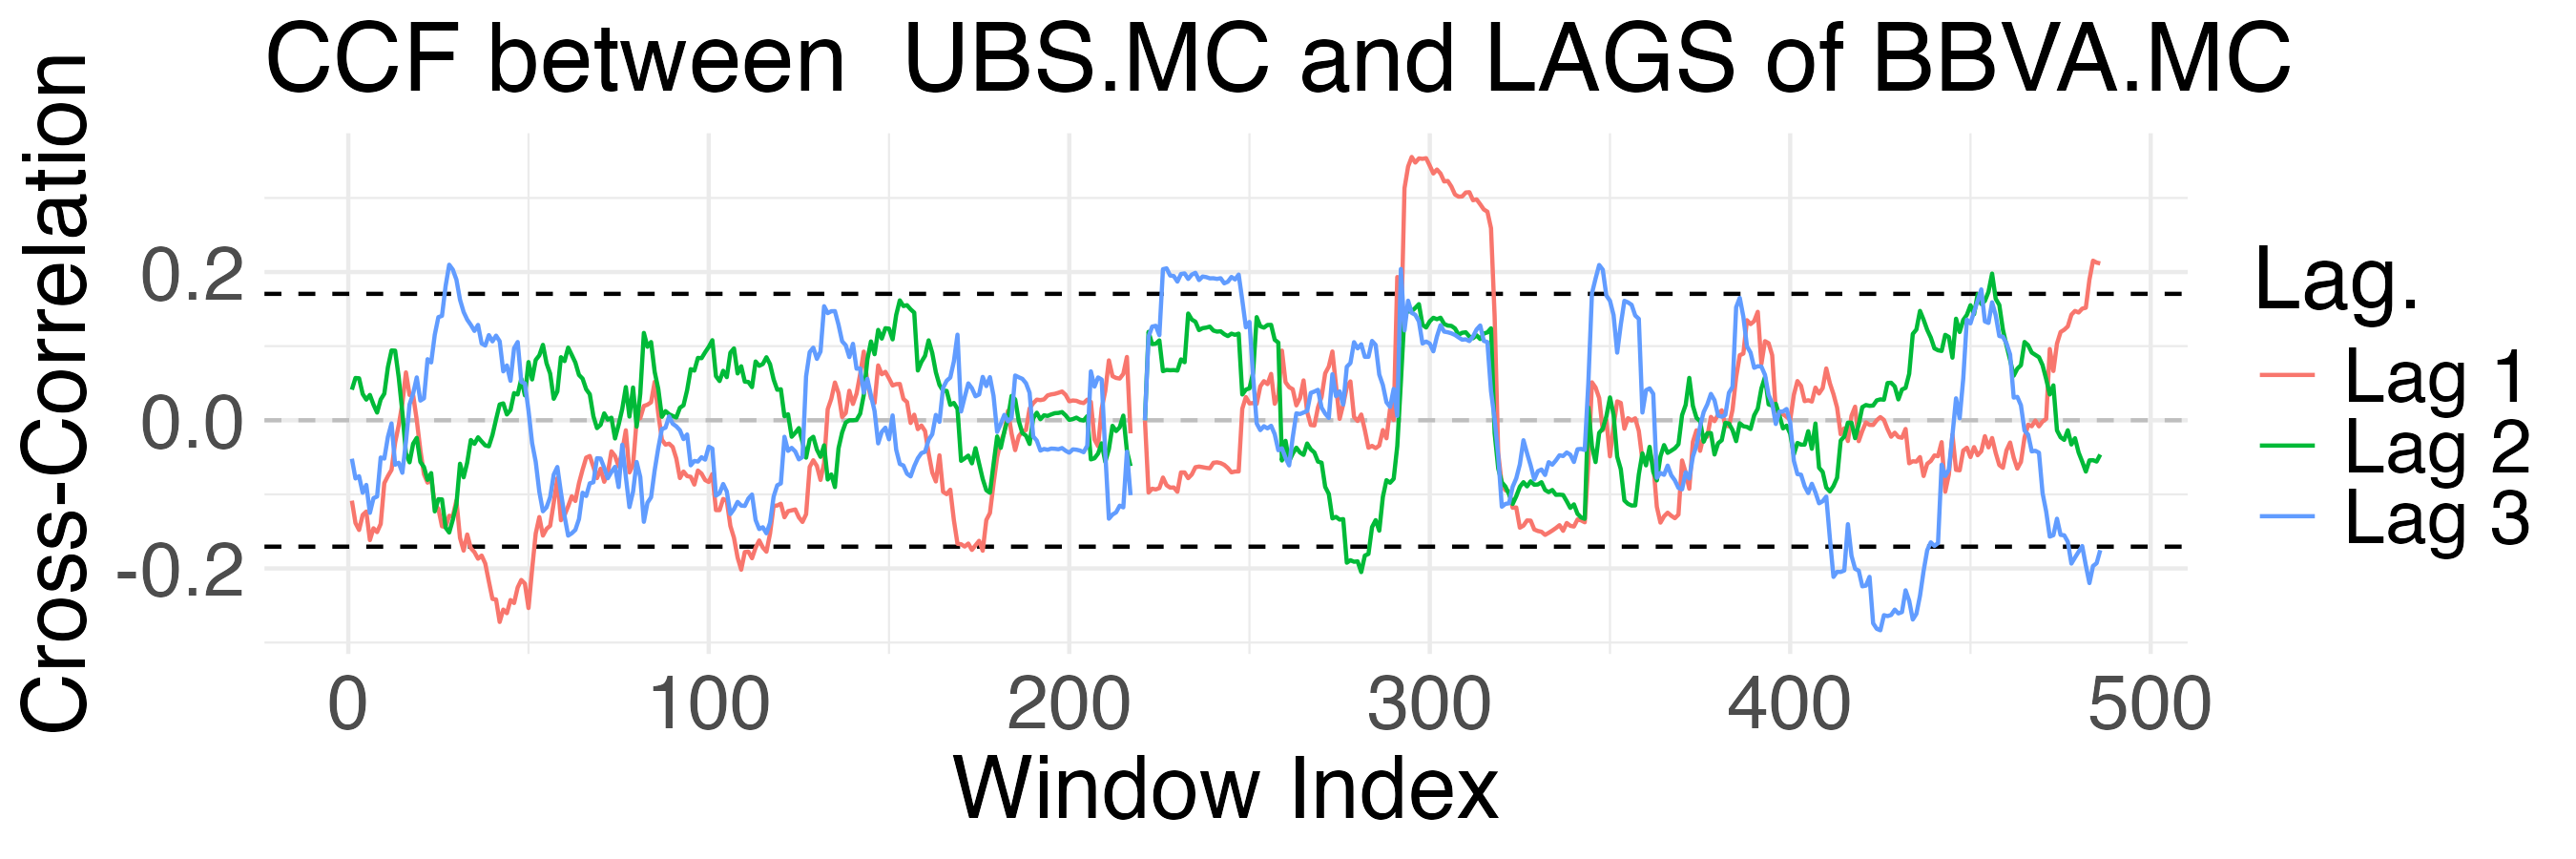 CCF between  UBS.MC and LAGS of BBVA.MC
Cross-Correlation
0.2
0.0
-0.2
0 100 200 300 400 500
Window Index
Lag.
Lag 1
Lag 2
Lag 3